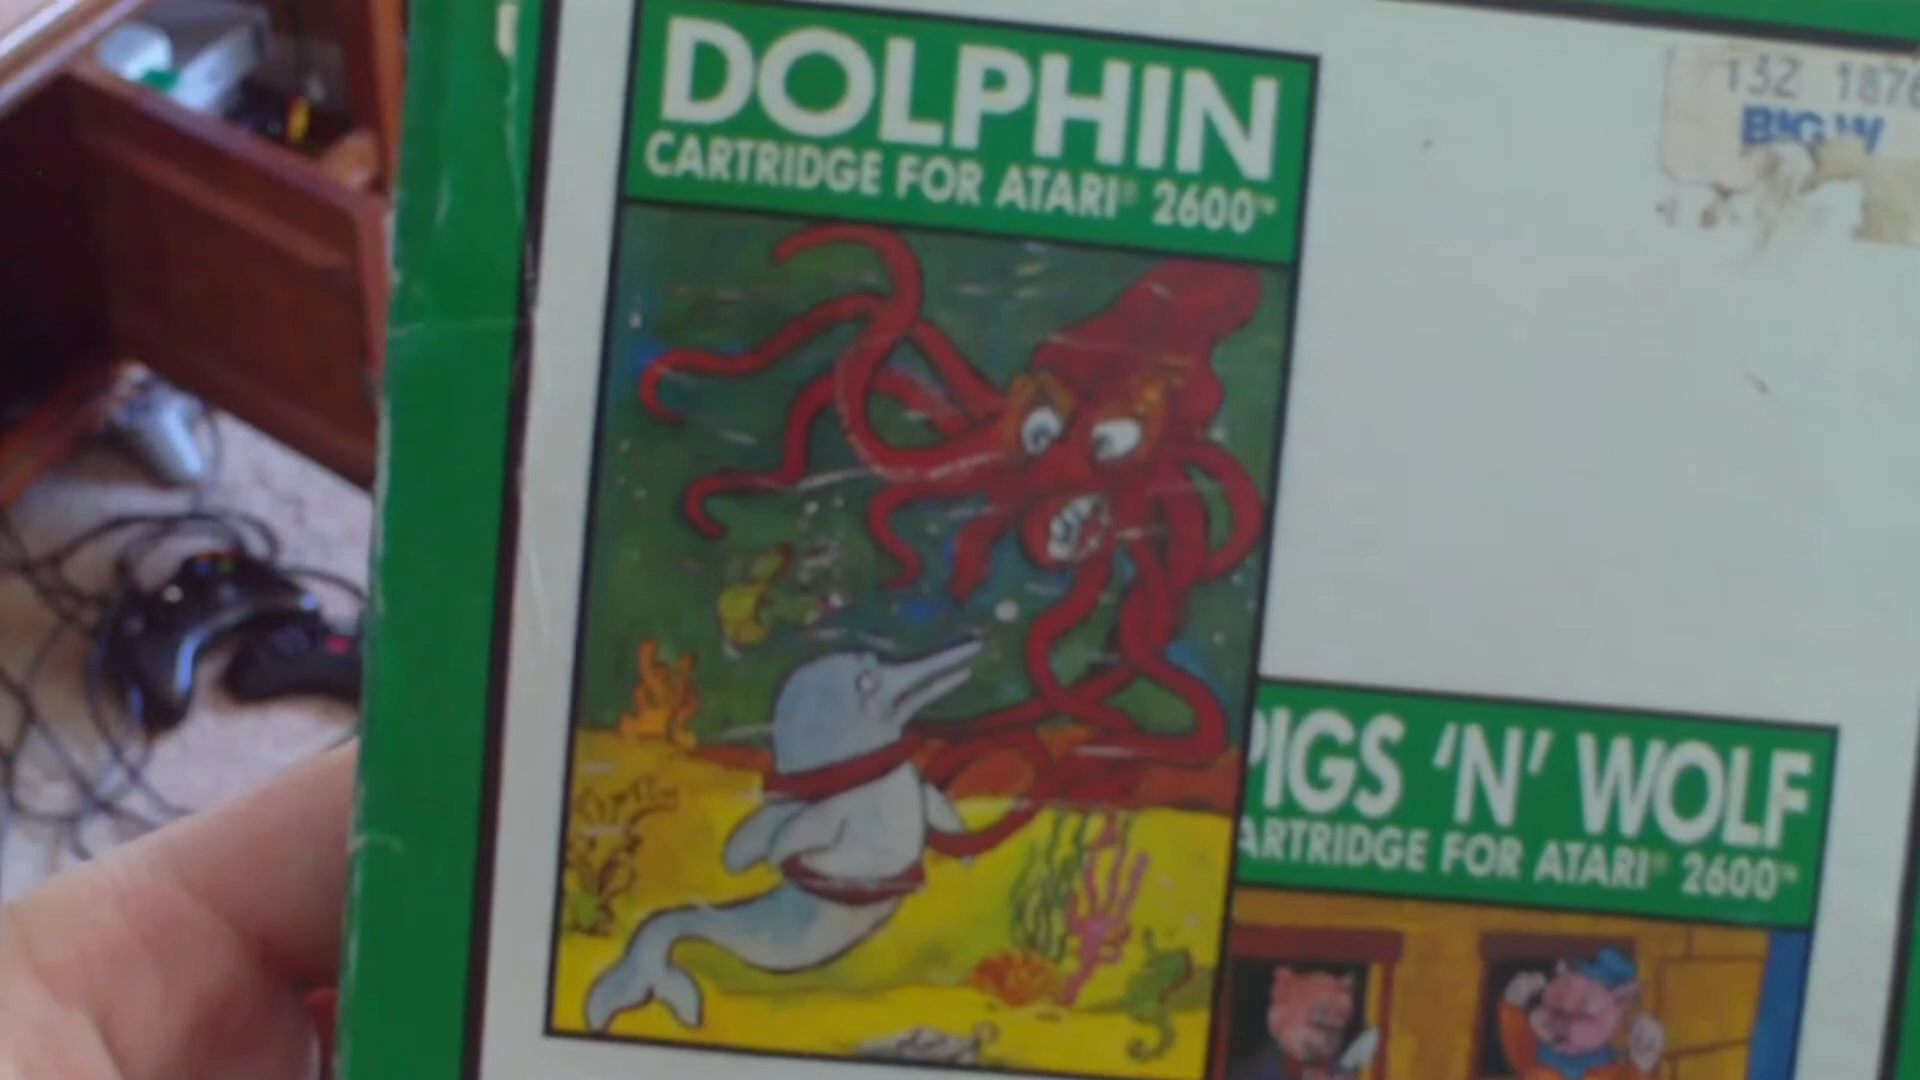 DOLPHIN
CARTRIDGE FOR ATARI® 2600™
132 1876
BIG W
PIGS 'N' WOLF
ARTRIDGE FOR ATARI® 2600™